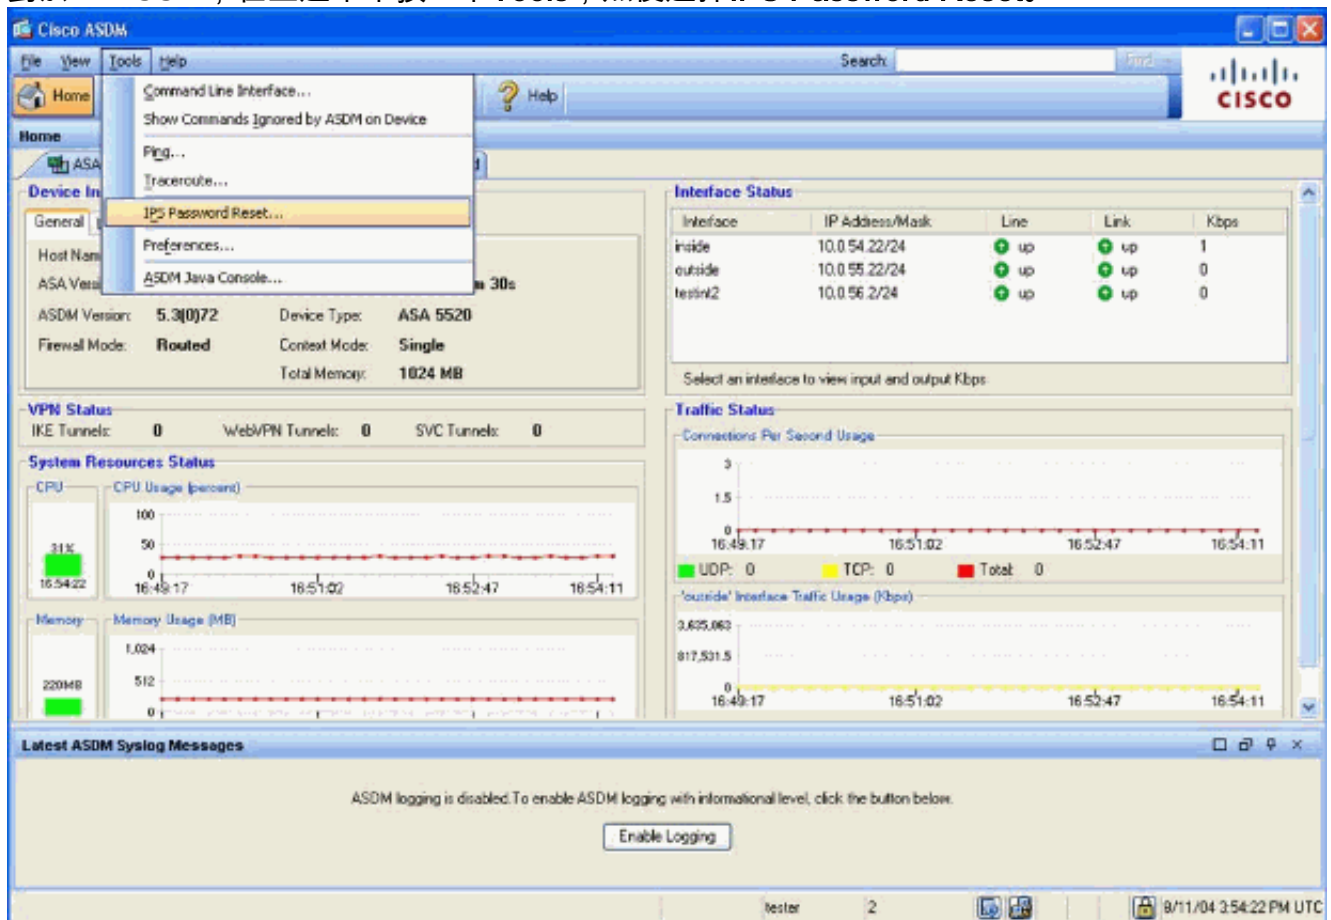 Tools IPS Password Reset
Cisco ASDM
File View Tools Help
Search:
Find
Home
Help
CISCO
Command Line Interface...
Show Commands Ignored by ASDM on Device
Ping...
Traceroute...
IPS Password Reset...
Preferences...
ASDM Java Console...
Home
ASA
Device In
General
Host Nam
ASA Versi
30s
ASDM Version: 5.3(0)72 Device Type: ASA 5520
Firewall Mode: Routed Context Mode: Single
Total Memory: 1024 MB
Interface Status
Interface IP Address/Mask Line Link Kbps
inside 10.0.54.22/24 up up 1
outside 10.0.55.22/24 up up 0
testint2 10.0.56.2/24 up up 0
Select an interface to view input and output Kbps
VPN Status
IKE Tunnels: 0 WebVPN Tunnels: 0 SVC Tunnels: 0
System Resources Status
CPU
31%
16:54:22
CPU Usage (percent)
100
50
0
16:49:17 16:51:02 16:52:47 16:54:11
Memory
220MB
Memory Usage (MB)
1,024
512
0
Traffic Status
Connections Per Second Usage
3
1.5
0
16:49:17 16:51:02 16:52:47 16:54:11
UDP: 0 TCP: 0 Total: 0
'outside' Interface Traffic Usage (Kbps)
3,635,063
817,531.5
0
16:49:17 16:51:02 16:52:47 16:54:11
Latest ASDM Syslog Messages
ASDM logging is disabled.To enable ASDM logging with informational level, click the button below.
Enable Logging
tester 2 8/11/04 3:54:22 PM UTC